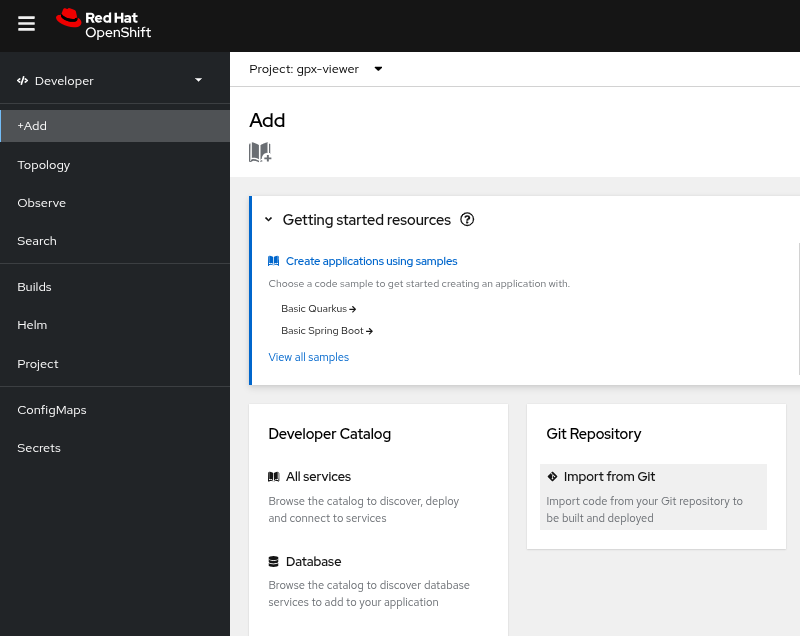 Red Hat
OpenShift
Developer
+Add
Topology
Observe
Search
Builds
Helm
Project
ConfigMaps
Secrets
Project: gpx-viewer
Add
Getting started resources
Create applications using samples
Choose a code sample to get started creating an application with.
Basic Quarkus
Basic Spring Boot
View all samples
Developer Catalog
All services
Browse the catalog to discover, deploy
and connect to services
Database
Browse the catalog to discover database
services to add to your application
Git Repository
Import from Git
Import code from your Git repository to
be built and deployed